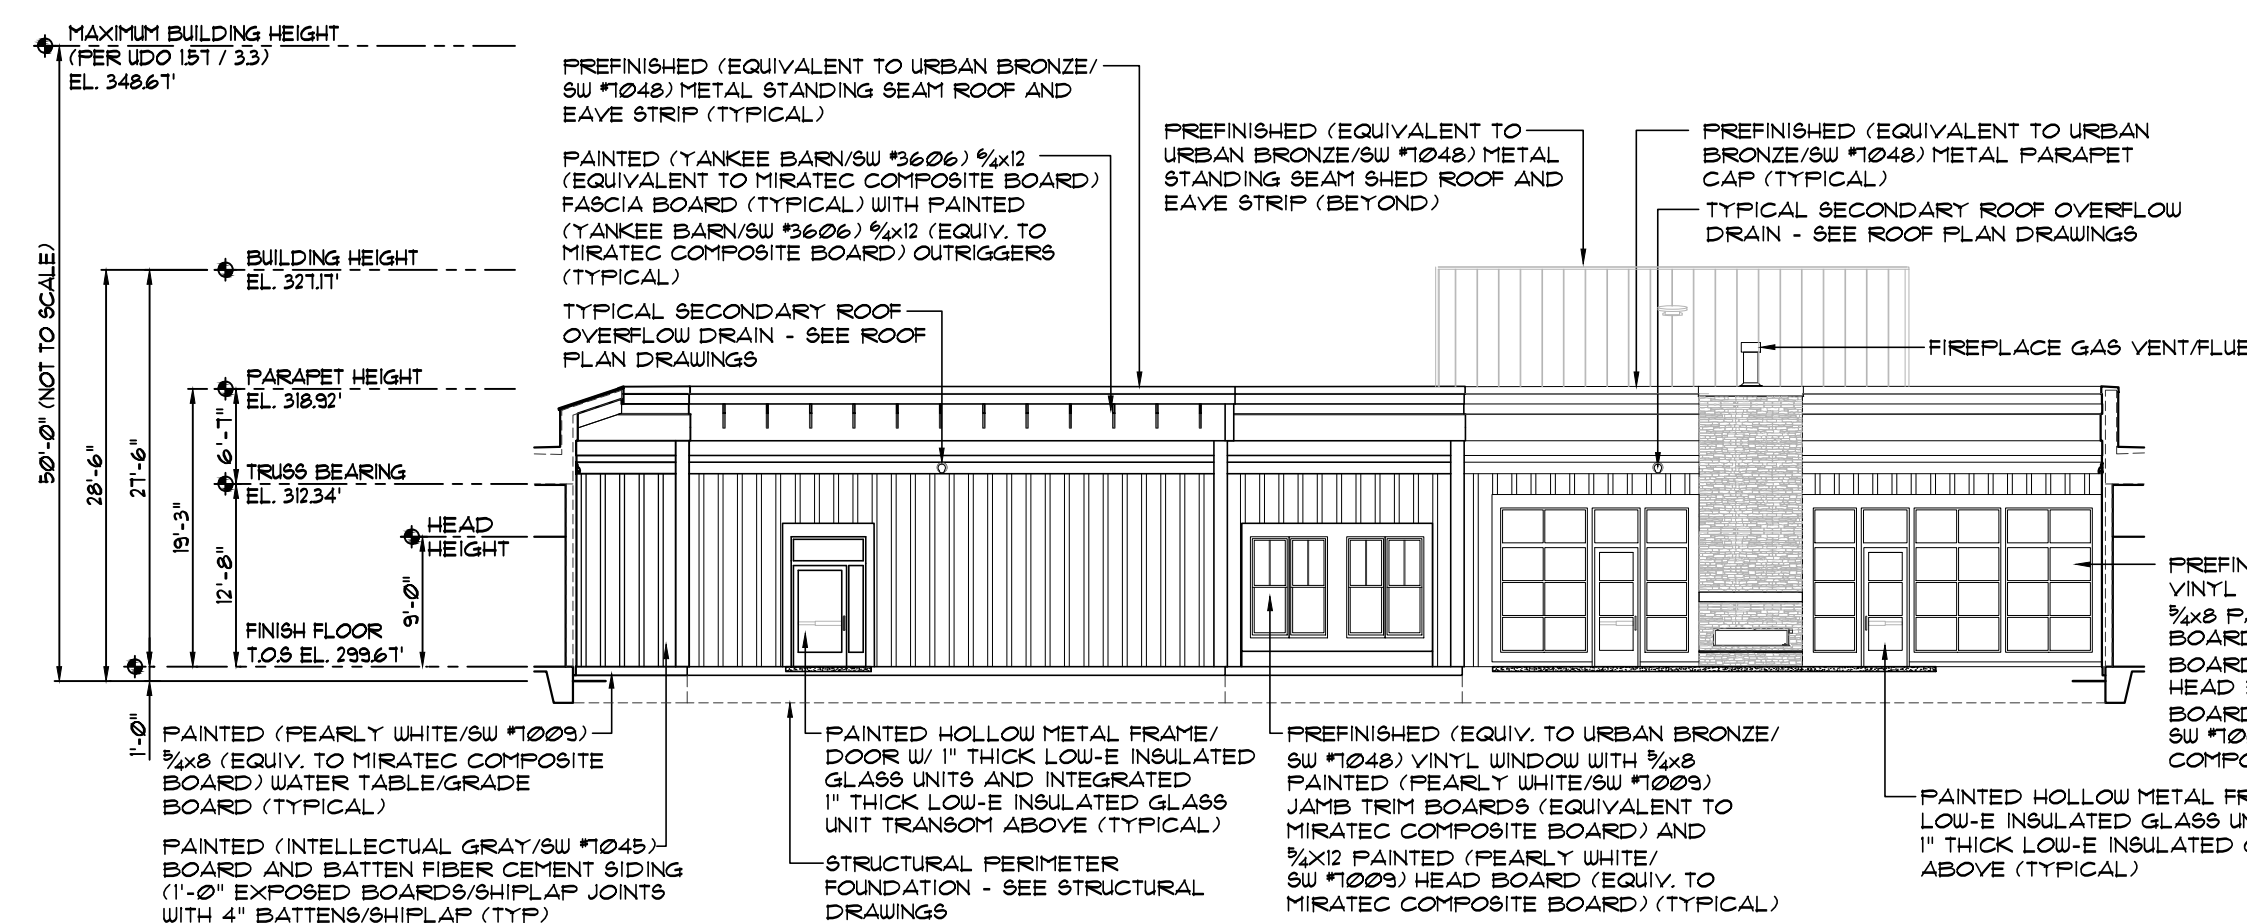 MAXIMUM BUILDING HEIGHT
(PER UDO 1.5.7 / 3.3)
EL. 348.67'
BUILDING HEIGHT
EL. 327.17'
PARAPET HEIGHT
EL. 318.92'
TRUSS BEARING
EL. 312.34'
HEAD
HEIGHT
FINISH FLOOR
T.O.S EL. 299.67'
50'-0" (NOT TO SCALE)
28'-6"
27'-6"
19'-3"
6'-7"
12'-8"
9'-0"
1'-0"
PREFINISHED (EQUIVALENT TO URBAN BRONZE/
SW #7048) METAL STANDING SEAM ROOF AND
EAVE STRIP (TYPICAL)
PAINTED (YANKEE BARN/SW #3606) 5/4x12
(EQUIVALENT TO MIRATEC COMPOSITE BOARD)
FASCIA BOARD (TYPICAL) WITH PAINTED
(YANKEE BARN/SW #3606) 5/4x12 (EQUIV. TO
MIRATEC COMPOSITE BOARD) OUTRIGGERS
(TYPICAL)
TYPICAL SECONDARY ROOF
OVERFLOW DRAIN - SEE ROOF
PLAN DRAWINGS
PREFINISHED (EQUIVALENT TO
URBAN BRONZE/SW #7048) METAL
STANDING SEAM SHED ROOF AND
EAVE STRIP (BEYOND)
PREFINISHED (EQUIVALENT TO URBAN
BRONZE/SW #7048) METAL PARAPET
CAP (TYPICAL)
TYPICAL SECONDARY ROOF OVERFLOW
DRAIN - SEE ROOF PLAN DRAWINGS
FIREPLACE GAS VENT/FLUE
PREFIN
VINYL
5/4x8 PA
BOARD
BOARD
HEAD
BOARD
SW #70
COMPO
PAINTED (PEARLY WHITE/SW #7009)
5/4x8 (EQUIV. TO MIRATEC COMPOSITE
BOARD) WATER TABLE/GRADE
BOARD (TYPICAL)
PAINTED (INTELLECTUAL GRAY/SW #7045)
BOARD AND BATTEN FIBER CEMENT SIDING
(1'-0" EXPOSED BOARDS/SHIPLAP JOINTS
WITH 4" BATTENS/SHIPLAP (TYP)
PAINTED HOLLOW METAL FRAME/
DOOR W/ 1" THICK LOW-E INSULATED
GLASS UNITS AND INTEGRATED
1" THICK LOW-E INSULATED GLASS
UNIT TRANSOM ABOVE (TYPICAL)
STRUCTURAL PERIMETER
FOUNDATION - SEE STRUCTURAL
DRAWINGS
PREFINISHED (EQUIV. TO URBAN BRONZE/
SW #7048) VINYL WINDOW WITH 5/4x8
PAINTED (PEARLY WHITE/SW #7009)
JAMB TRIM BOARDS (EQUIVALENT TO
MIRATEC COMPOSITE BOARD) AND
5/4X12 PAINTED (PEARLY WHITE/
SW #7009) HEAD BOARD (EQUIV. TO
MIRATEC COMPOSITE BOARD) (TYPICAL)
PAINTED HOLLOW METAL FR
LOW-E INSULATED GLASS UN
1" THICK LOW-E INSULATED
ABOVE (TYPICAL)